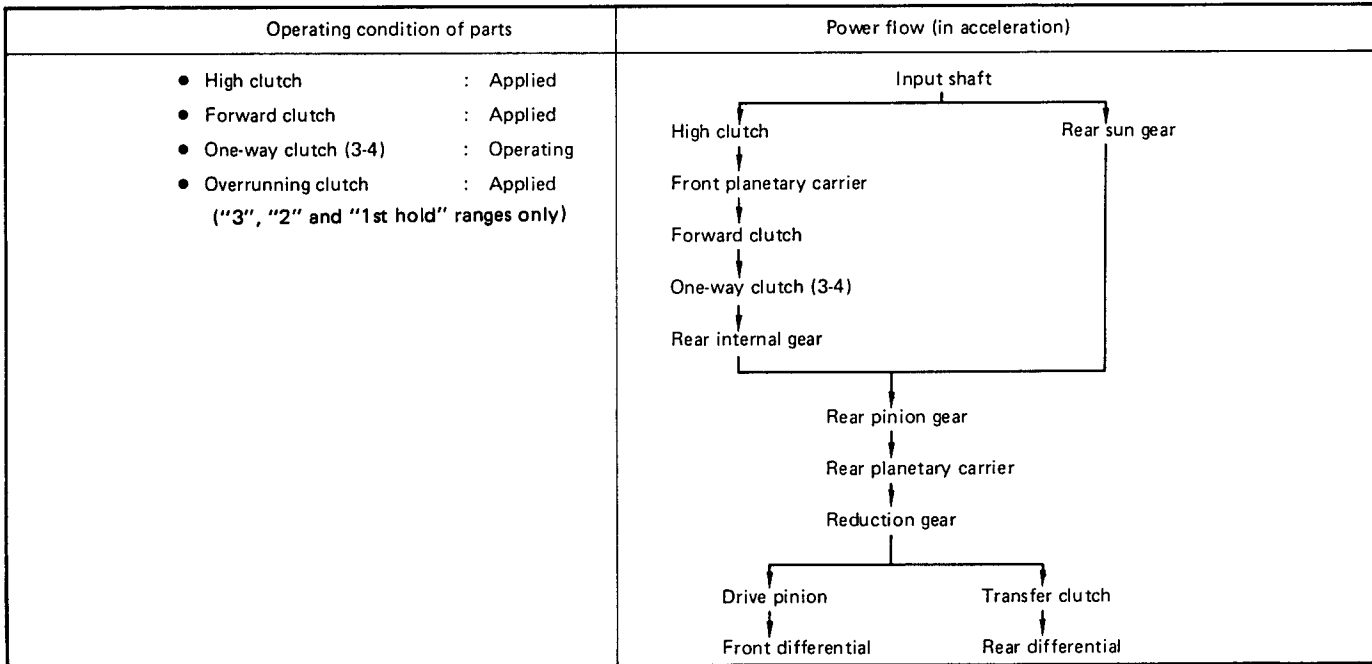 Operating condition of parts
Power flow (in acceleration)
● High clutch : Applied
● Forward clutch : Applied
● One-way clutch (3-4) : Operating
● Overrunning clutch : Applied
("3", "2" and "1st hold" ranges only)
Input shaft
High clutch
Rear sun gear
Front planetary carrier
Forward clutch
One-way clutch (3-4)
Rear internal gear
Rear pinion gear
Rear planetary carrier
Reduction gear
Drive pinion
Transfer clutch
Front differential
Rear differential